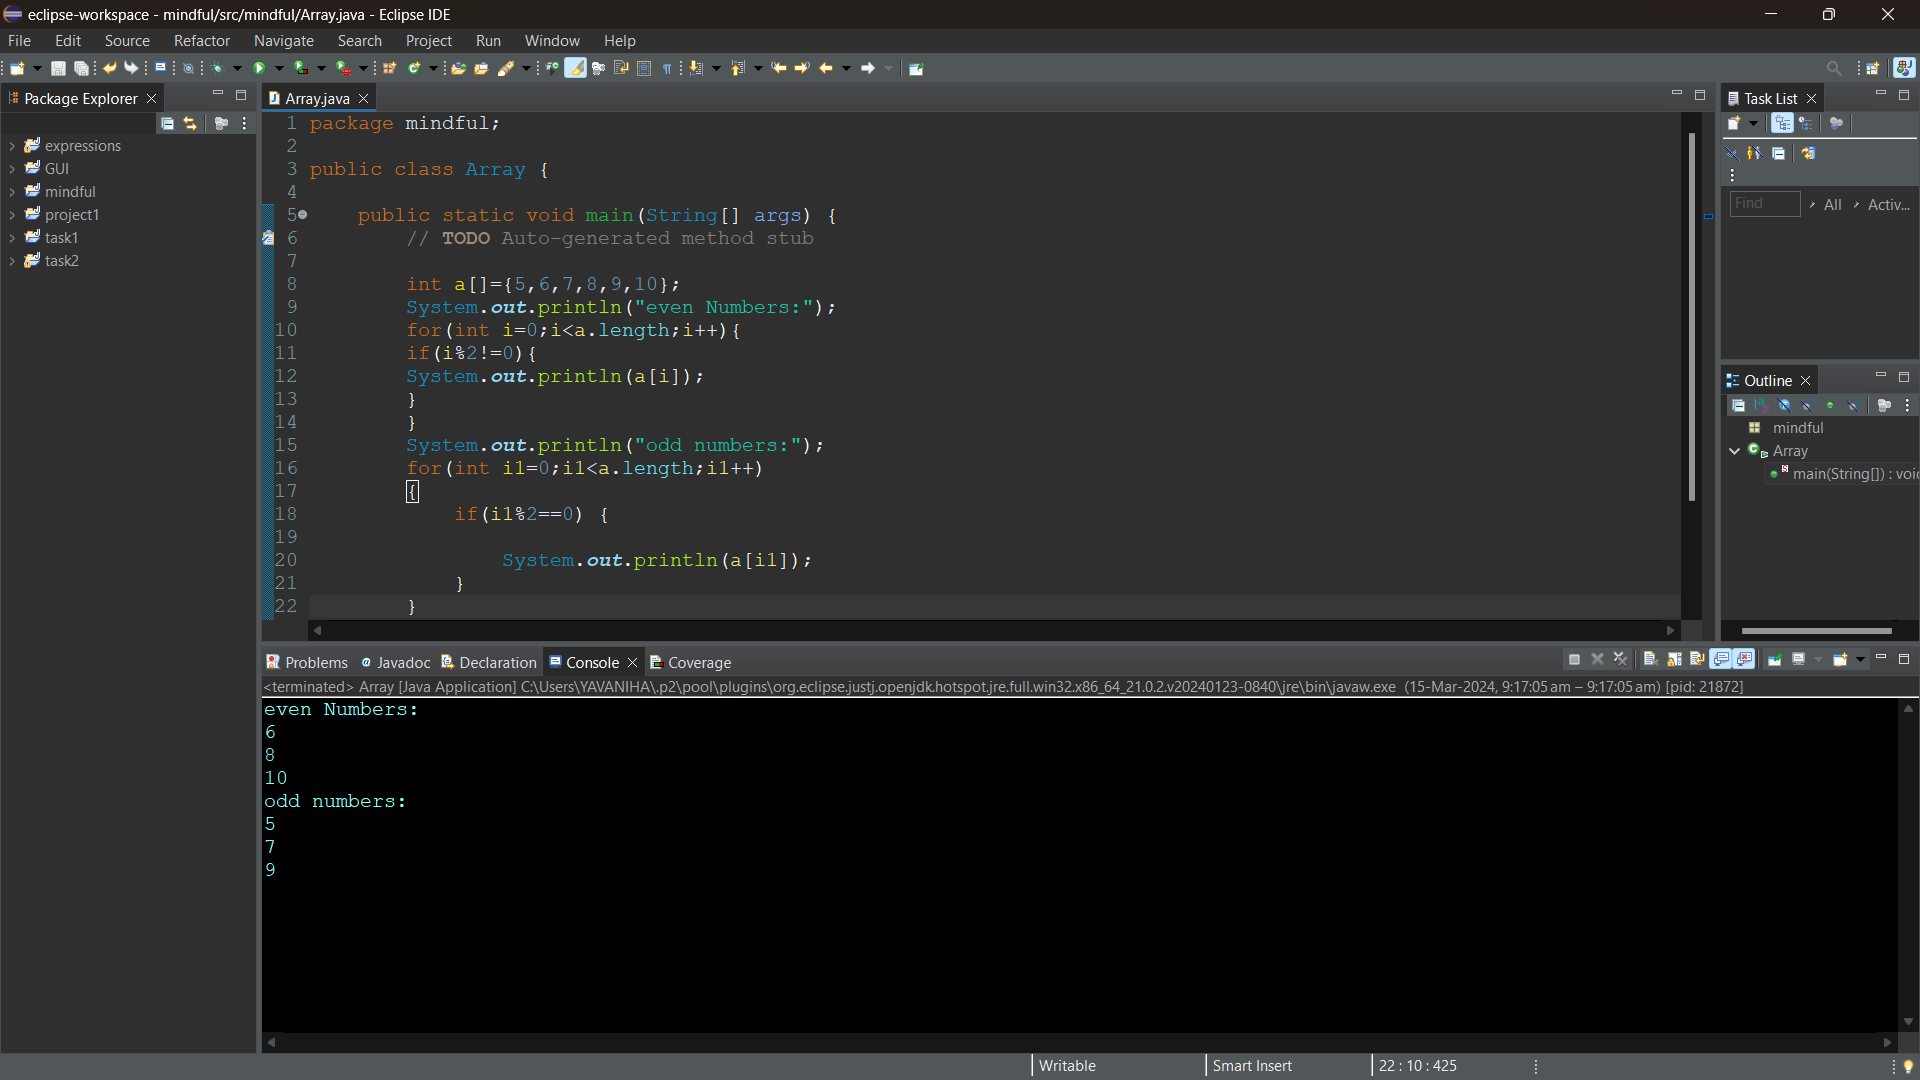 eclipse-workspace - mindful/src/mindful/Array.java - Eclipse IDE
File Edit Source Refactor Navigate Search Project Run Window Help
Package Explorer
expressions
GUI
mindful
project1
task1
task2
Array.java
1 package mindful;
2
3 public class Array {
4
5 public static void main(String[] args) {
6 // TODO Auto-generated method stub
7
8 int a[]={5,6,7,8,9,10};
9 System.out.println("even Numbers:");
10 for(int i=0;i<a.length;i++){
11 if(i%2!=0){
12 System.out.println(a[i]);
13 }
14 }
15 System.out.println("odd numbers:");
16 for(int i1=0;i1<a.length;i1++)
17 {
18 if(i1%2==0) {
19
20 System.out.println(a[i1]);
21 }
22 }
Task List
Find All Activ...
Outline
mindful
Array
main(String[]) : voi
Problems Javadoc Declaration Console Coverage
<terminated> Array [Java Application] C:\Users\YAVANIHA\.p2\pool\plugins\org.eclipse.justj.openjdk.hotspot.jre.full.win32.x86_64_21.0.2.v20240123-0840\jre\bin\javaw.exe (15-Mar-2024, 9:17:05 am – 9:17:05 am) [pid: 21872]
even Numbers:
6
8
10
odd numbers:
5
7
9
Writable Smart Insert 22 : 10 : 425